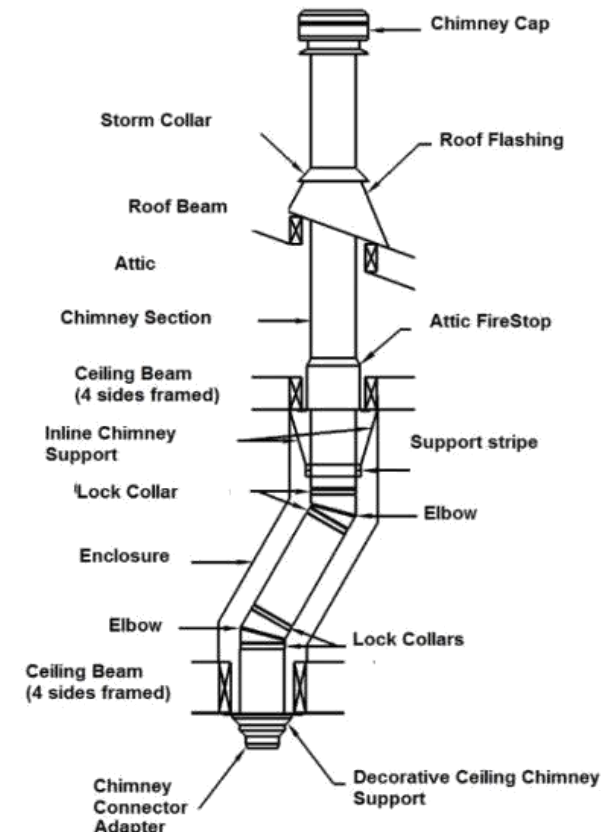 Chimney Cap
Storm Collar
Roof Flashing
Roof Beam
Attic
Chimney Section
Attic FireStop
Ceiling Beam
(4 sides framed)
Inline Chimney
Support
Support stripe
Lock Collar
Elbow
Enclosure
Elbow
Lock Collars
Ceiling Beam
(4 sides framed)
Decorative Ceiling Chimney
Support
Chimney
Connector
Adapter